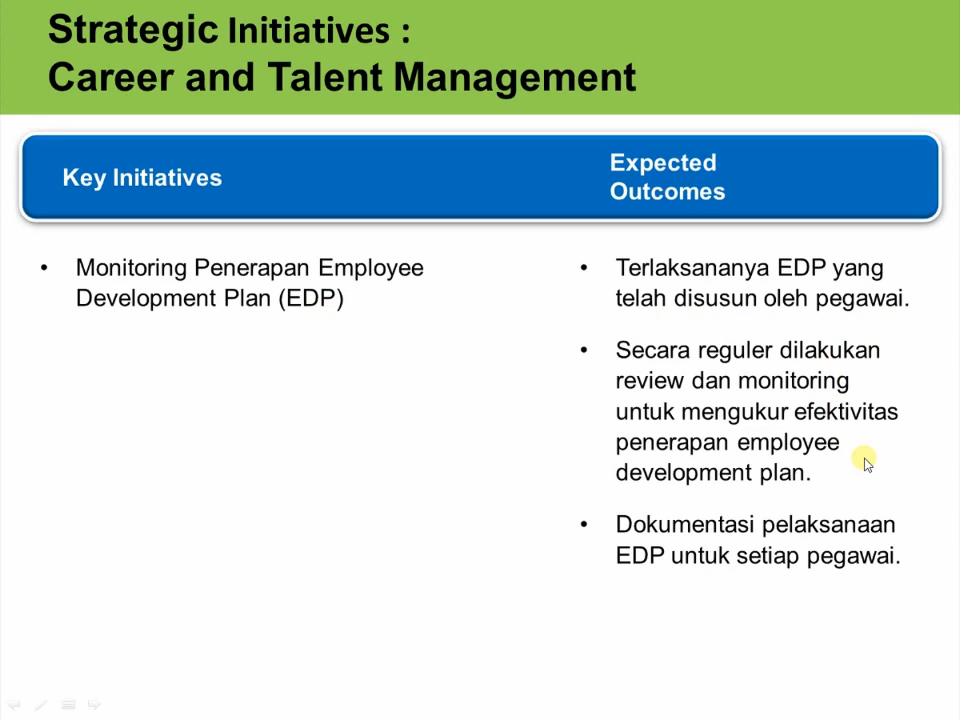 Strategic Initiatives :
Career and Talent Management
Key Initiatives
Expected
Outcomes
• Monitoring Penerapan Employee
Development Plan (EDP)
• Terlaksananya EDP yang
telah disusun oleh pegawai.
• Secara reguler dilakukan
review dan monitoring
untuk mengukur efektivitas
penerapan employee
development plan.
• Dokumentasi pelaksanaan
EDP untuk setiap pegawai.